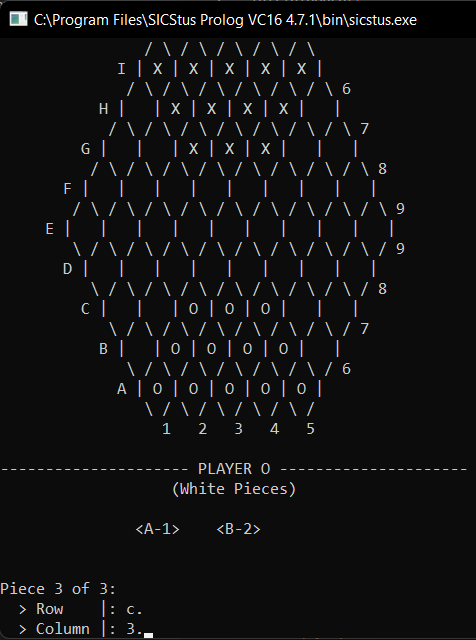 C:\Program Files\SICStus Prolog VC16 4.7.1\bin\sicstus.exe
/ \ / \ / \ / \ / \
I | X | X | X | X | X |
/ \ / \ / \ / \ / \ / \ 6
H |   | X | X | X | X |   |
/ \ / \ / \ / \ / \ / \ / \ 7
G |   |   | X | X | X |   |   |
/ \ / \ / \ / \ / \ / \ / \ / \ 8
F |   |   |   |   |   |   |   |   |
/ \ / \ / \ / \ / \ / \ / \ / \ / \ 9
E |   |   |   |   |   |   |   |   |   |
\ / \ / \ / \ / \ / \ / \ / \ / \ / 9
D |   |   |   |   |   |   |   |   |
\ / \ / \ / \ / \ / \ / \ / \ / 8
C |   |   | O | O | O |   |   |
\ / \ / \ / \ / \ / \ / \ / 7
B |   | O | O | O | O |   |
\ / \ / \ / \ / \ / \ / 6
A | O | O | O | O | O |
\ / \ / \ / \ / \ /
1   2   3   4   5
--------------------- PLAYER O ---------------------
(White Pieces)
<A-1>    <B-2>
Piece 3 of 3:
> Row    |: c.
> Column |: 3.